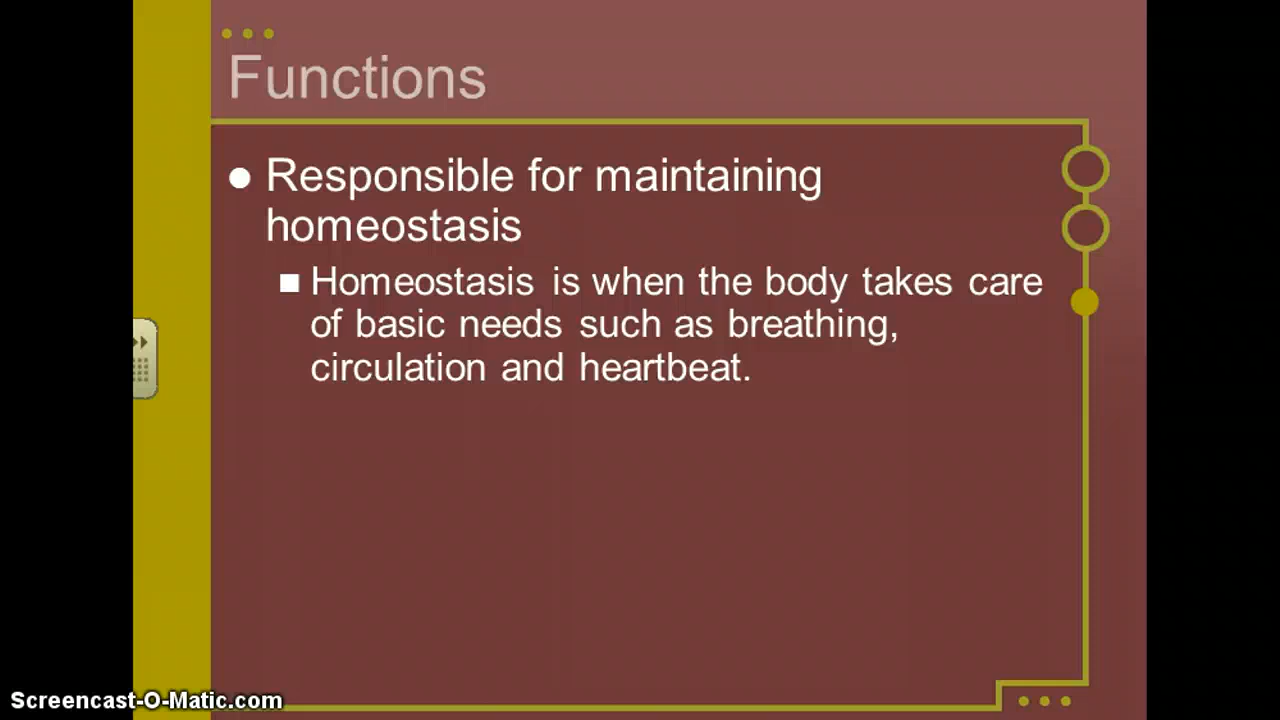 Functions
Responsible for maintaining
homeostasis
Homeostasis is when the body takes care
of basic needs such as breathing,
circulation and heartbeat.
Screencast-O-Matic.com